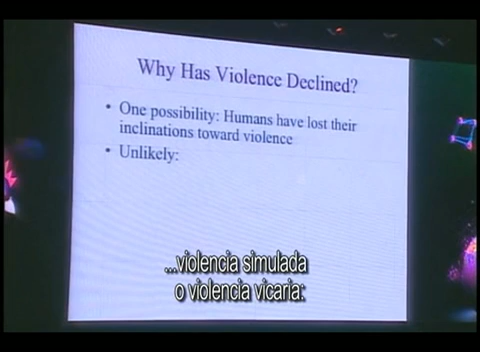 Why Has Violence Declined?
• One possibility: Humans have lost their
inclinations toward violence
• Unlikely:
...violencia simulada
o violencia vicaria: